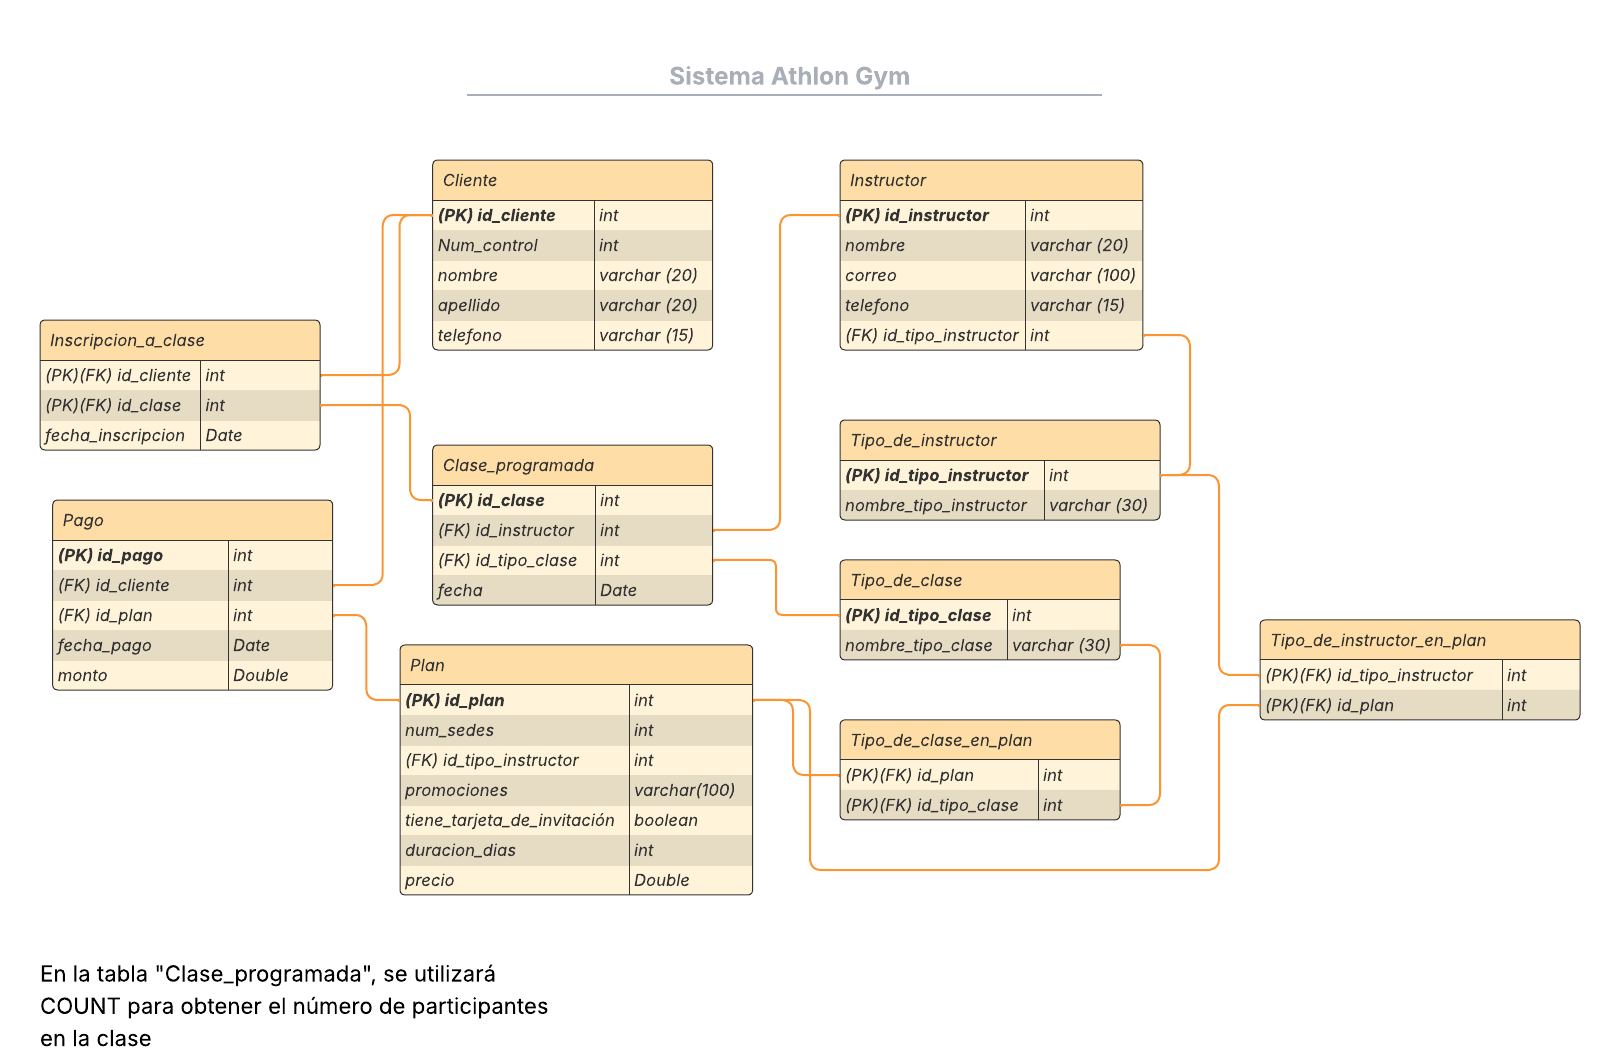 Sistema Athlon Gym
Cliente
(PK) id_cliente int
Num_control int
nombre varchar (20)
apellido varchar (20)
telefono varchar (15)
Instructor
(PK) id_instructor int
nombre varchar (20)
correo varchar (100)
telefono varchar (15)
(FK) id_tipo_instructor int
Inscripcion_a_clase
(PK)(FK) id_cliente int
(PK)(FK) id_clase int
fecha_inscripcion Date
Clase_programada
(PK) id_clase int
(FK) id_instructor int
(FK) id_tipo_clase int
fecha Date
Tipo_de_instructor
(PK) id_tipo_instructor int
nombre_tipo_instructor varchar (30)
Pago
(PK) id_pago int
(FK) id_cliente int
(FK) id_plan int
fecha_pago Date
monto Double
Tipo_de_clase
(PK) id_tipo_clase int
nombre_tipo_clase varchar (30)
Tipo_de_instructor_en_plan
(PK)(FK) id_tipo_instructor int
(PK)(FK) id_plan int
Plan
(PK) id_plan int
num_sedes int
(FK) id_tipo_instructor int
promociones varchar(100)
tiene_tarjeta_de_invitación boolean
duracion_dias int
precio Double
Tipo_de_clase_en_plan
(PK)(FK) id_plan int
(PK)(FK) id_tipo_clase int
En la tabla "Clase_programada", se utilizará
COUNT para obtener el número de participantes
en la clase